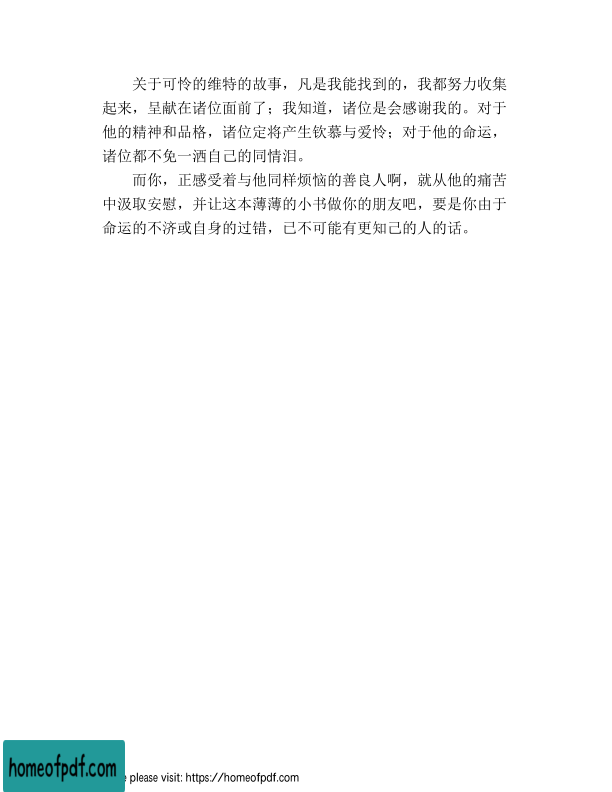 关于可怜的维特的故事，凡是我能找到的，我都努力收集
起来，呈献在诸位面前了；我知道，诸位是会感谢我的。对于
他的精神和品格，诸位定将产生钦慕与爱怜；对于他的命运，
诸位都不免一洒自己的同情泪。
而你，正感受着与他同样烦恼的善良人啊，就从他的痛苦
中汲取安慰，并让这本薄薄的小书做你的朋友吧，要是你由于
命运的不济或自身的过错，已不可能有更知己的人的话。
homeofpdf.com
please visit: https://homeofpdf.com